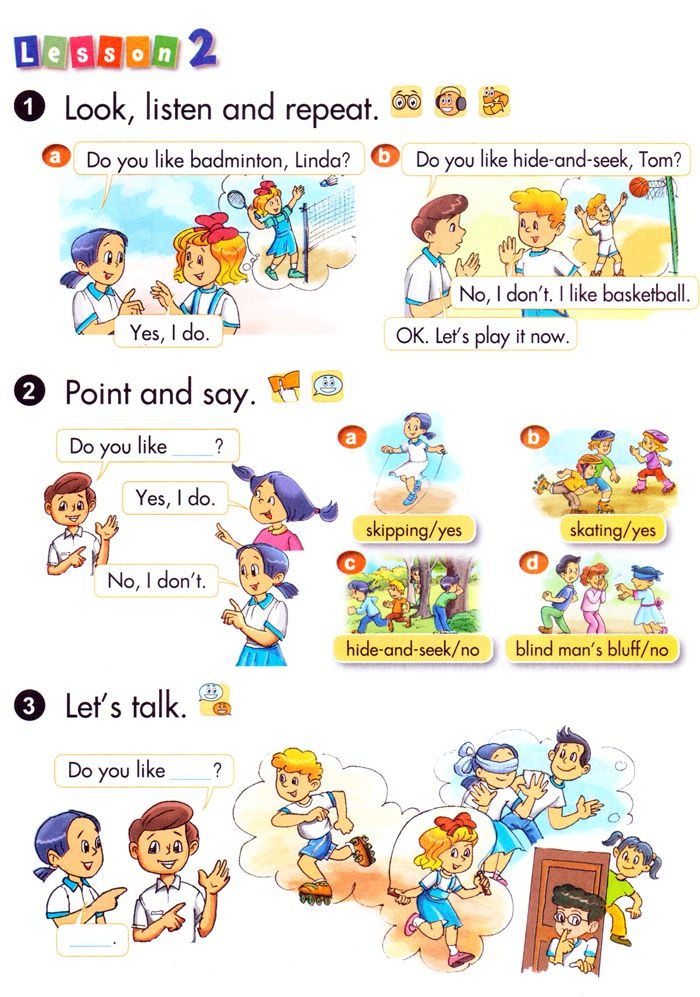 Lesson 2
1 Look, listen and repeat.
a Do you like badminton, Linda?
Yes, I do.
b Do you like hide-and-seek, Tom?
No, I don't. I like basketball.
OK. Let's play it now.
2 Point and say.
Do you like ____ ?
Yes, I do.
No, I don't.
a
skipping/yes
b
skating/yes
c
hide-and-seek/no
d
blind man's bluff/no
3 Let's talk.
Do you like ____ ?
____ .